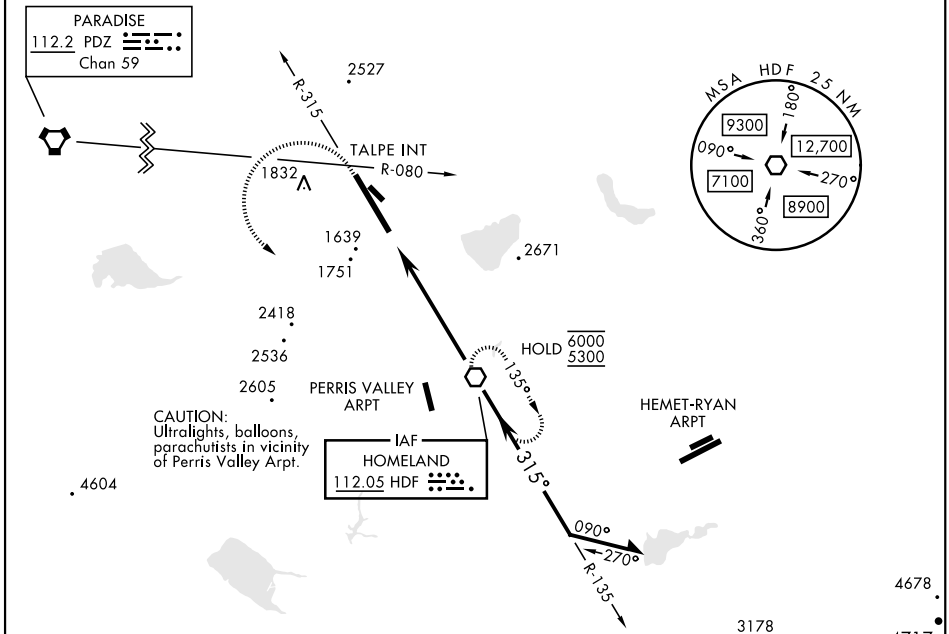 PARADISE
112.2 PDZ
Chan 59
2527
R-315
TALPE INT
R-080
1832
MSA HDF 25 NM
180°
9300
090°
12,700
7100
270°
8900
360°
1639
1751
2671
2418
2536
2605
HOLD 6000
5300
135°
PERRIS VALLEY
ARPT
HEMET-RYAN
ARPT
CAUTION:
Ultralights, balloons,
parachutists in vicinity
of Perris Valley Arpt.
IAF
HOMELAND
112.05 HDF
315°
4604
090°
270°
R-135
4678
3178